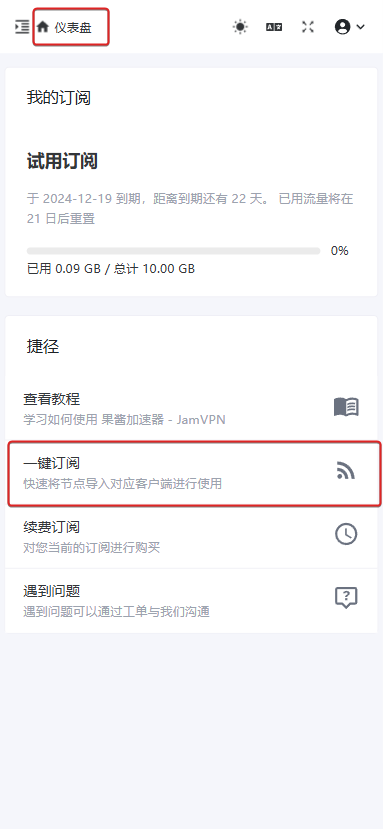 仪表盘
我的订阅
试用订阅
于 2024-12-19 到期，距离到期还有 22 天。 已用流量将在
21 日后重置
0%
已用 0.09 GB / 总计 10.00 GB
捷径
查看教程
学习如何使用 果酱加速器 - JamVPN
一键订阅
快速将节点导入对应客户端进行使用
续费订阅
对您当前的订阅进行购买
遇到问题
遇到问题可以通过工单与我们沟通